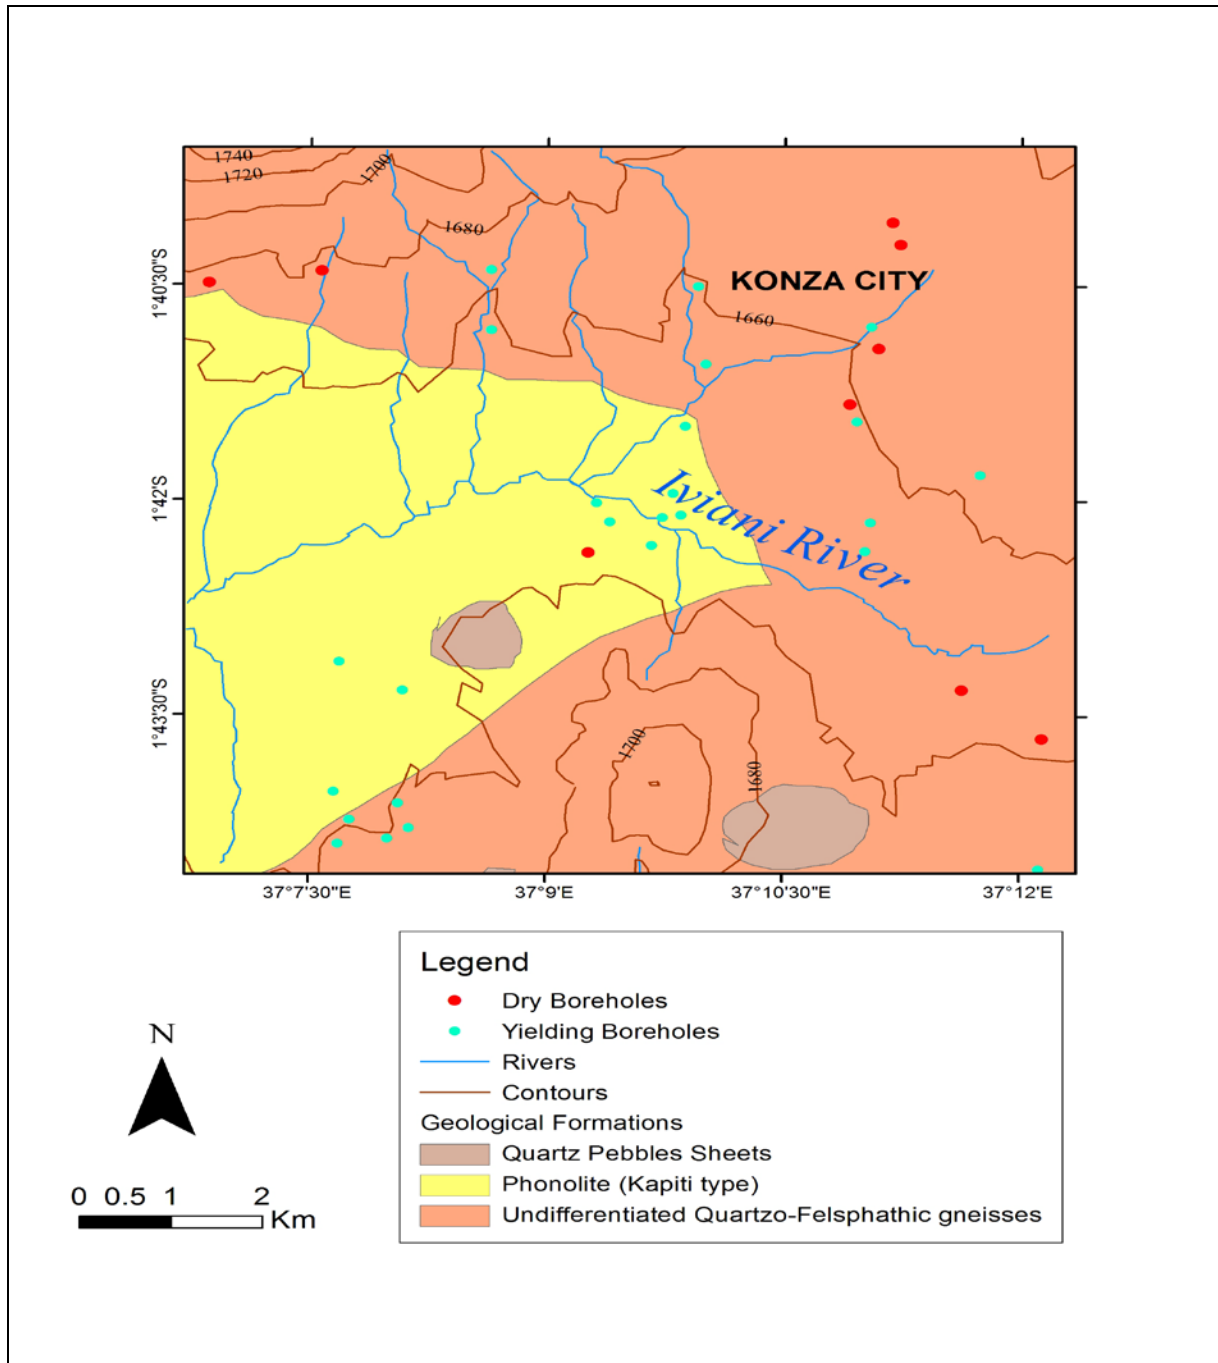 1740
1720
1700
1680
KONZA CITY
1660
Iviani River
1700
1680
1°40'30"S
1°42'S
1°43'30"S
37°7'30"E 37°9'E 37°10'30"E 37°12'E
Legend
Dry Boreholes
Yielding Boreholes
Rivers
Contours
Geological Formations
Quartz Pebbles Sheets
Phonolite (Kapiti type)
Undifferentiated Quartzo-Felsphathic gneisses
N
0 0.5 1 2
Km